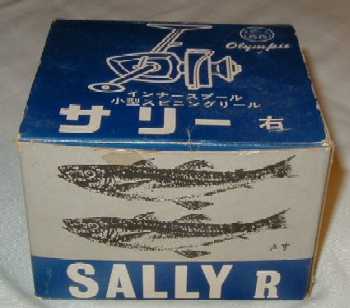 Olympic
インナースプール
小型スピニングリール
サリー 右
SALLY R